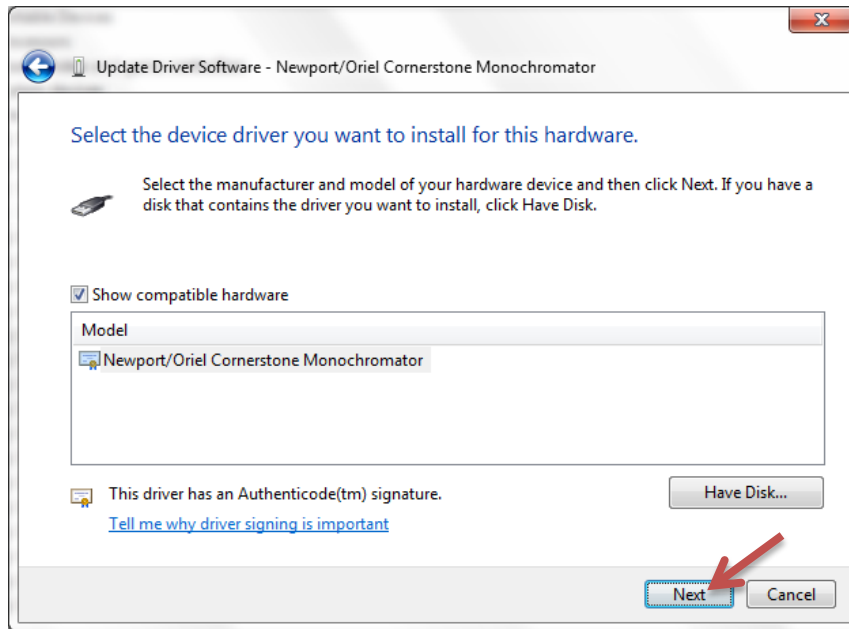 Update Driver Software - Newport/Oriel Cornerstone Monochromator
Select the device driver you want to install for this hardware.
Select the manufacturer and model of your hardware device and then click Next. If you have a
disk that contains the driver you want to install, click Have Disk.
Show compatible hardware
Model
Newport/Oriel Cornerstone Monochromator
This driver has an Authenticode(tm) signature.
Have Disk...
Tell me why driver signing is important
Next
Cancel